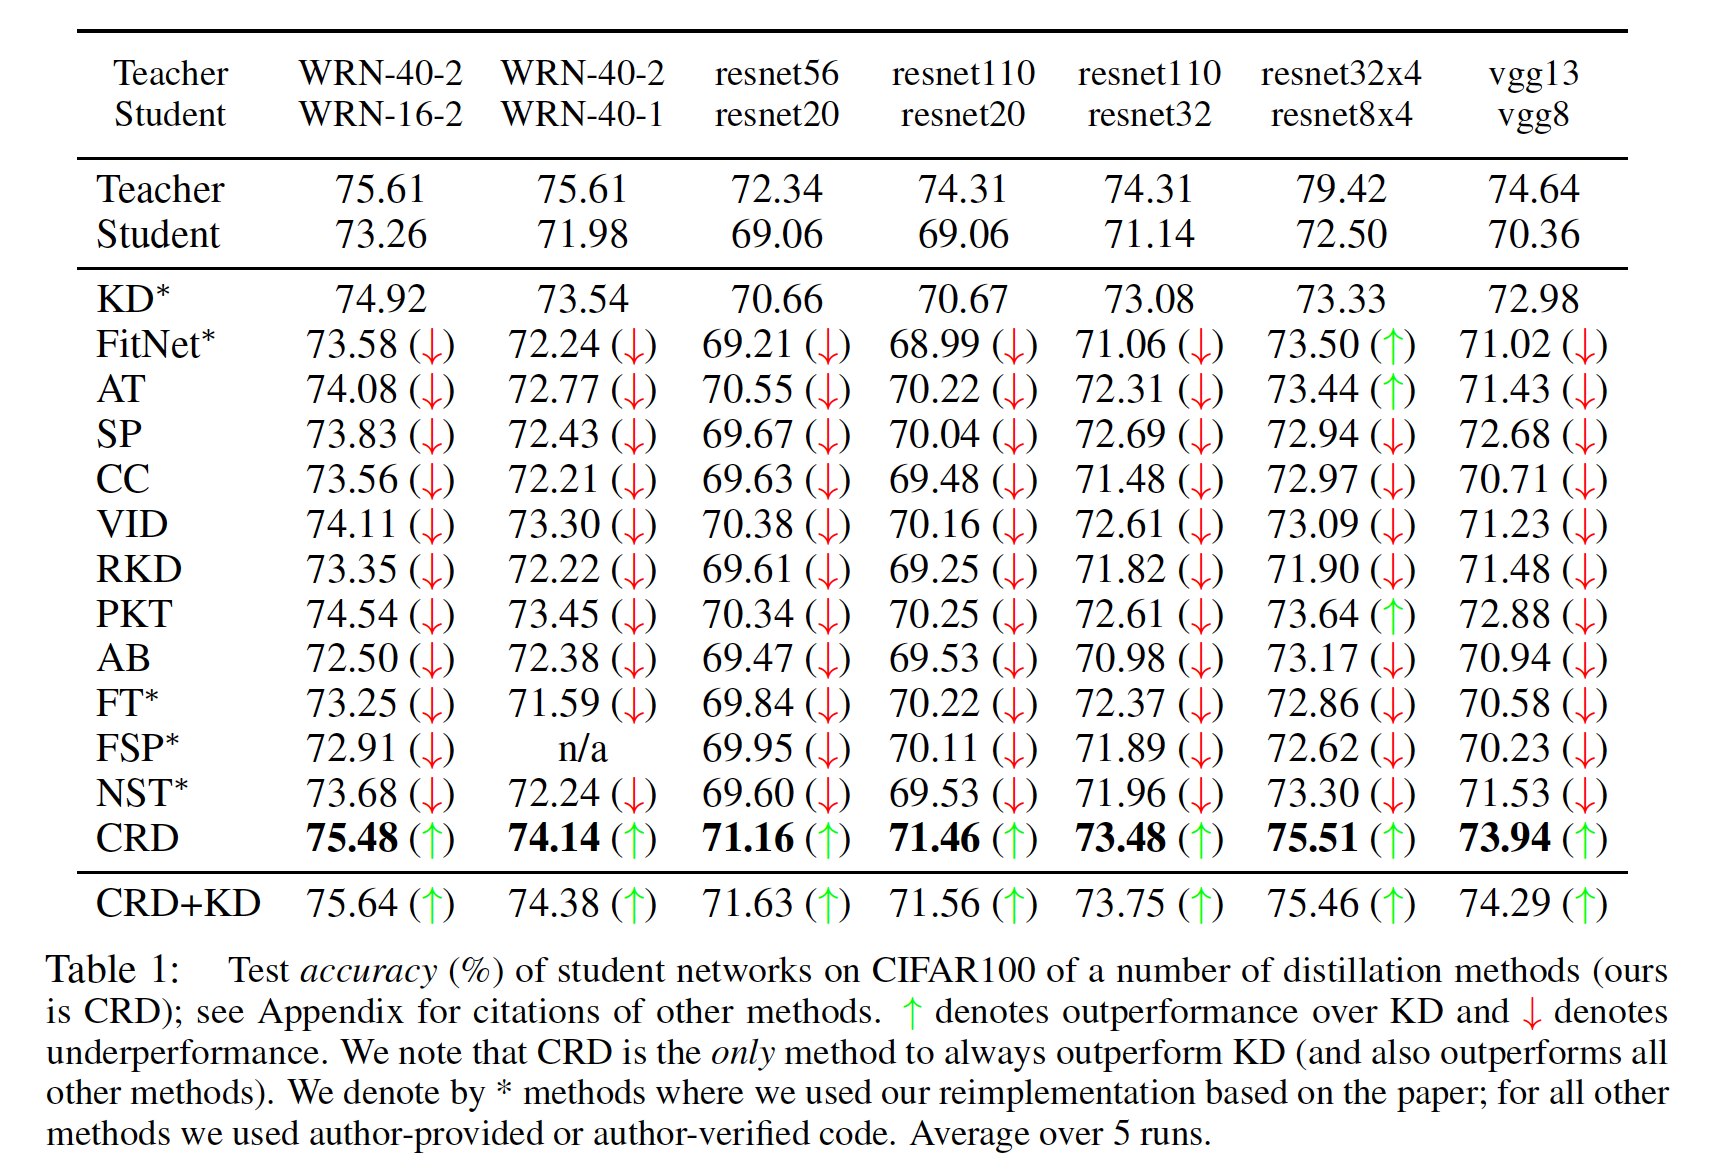 Teacher WRN-40-2 WRN-40-2 resnet56 resnet110 resnet110 resnet32x4 vgg13
Student WRN-16-2 WRN-40-1 resnet20 resnet20 resnet32 resnet8x4 vgg8
Teacher 75.61 75.61 72.34 74.31 74.31 79.42 74.64
Student 73.26 71.98 69.06 69.06 71.14 72.50 70.36
KD* 74.92 73.54 70.66 70.67 73.08 73.33 72.98
FitNet* 73.58 (↓) 72.24 (↓) 69.21 (↓) 68.99 (↓) 71.06 (↓) 73.50 (↑) 71.02 (↓)
AT 74.08 (↓) 72.77 (↓) 70.55 (↓) 70.22 (↓) 72.31 (↓) 73.44 (↑) 71.43 (↓)
SP 73.83 (↓) 72.43 (↓) 69.67 (↓) 70.04 (↓) 72.69 (↓) 72.94 (↓) 72.68 (↓)
CC 73.56 (↓) 72.21 (↓) 69.63 (↓) 69.48 (↓) 71.48 (↓) 72.97 (↓) 70.71 (↓)
VID 74.11 (↓) 73.30 (↓) 70.38 (↓) 70.16 (↓) 72.61 (↓) 73.09 (↓) 71.23 (↓)
RKD 73.35 (↓) 72.22 (↓) 69.61 (↓) 69.25 (↓) 71.82 (↓) 71.90 (↓) 71.48 (↓)
PKT 74.54 (↓) 73.45 (↓) 70.34 (↓) 70.25 (↓) 72.61 (↓) 73.64 (↑) 72.88 (↓)
AB 72.50 (↓) 72.38 (↓) 69.47 (↓) 69.53 (↓) 70.98 (↓) 73.17 (↓) 70.94 (↓)
FT* 73.25 (↓) 71.59 (↓) 69.84 (↓) 70.22 (↓) 72.37 (↓) 72.86 (↓) 70.58 (↓)
FSP* 72.91 (↓) n/a 69.95 (↓) 70.11 (↓) 71.89 (↓) 72.62 (↓) 70.23 (↓)
NST* 73.68 (↓) 72.24 (↓) 69.60 (↓) 69.53 (↓) 71.96 (↓) 73.30 (↓) 71.53 (↓)
CRD 75.48 (↑) 74.14 (↑) 71.16 (↑) 71.46 (↑) 73.48 (↑) 75.51 (↑) 73.94 (↑)
CRD+KD 75.64 (↑) 74.38 (↑) 71.63 (↑) 71.56 (↑) 73.75 (↑) 75.46 (↑) 74.29 (↑)
Table 1: Test accuracy (%) of student networks on CIFAR100 of a number of distillation methods (ours
is CRD); see Appendix for citations of other methods. ↑ denotes outperformance over KD and ↓ denotes
underperformance. We note that CRD is the only method to always outperform KD (and also outperforms all
other methods). We denote by * methods where we used our reimplementation based on the paper; for all other
methods we used author-provided or author-verified code. Average over 5 runs.